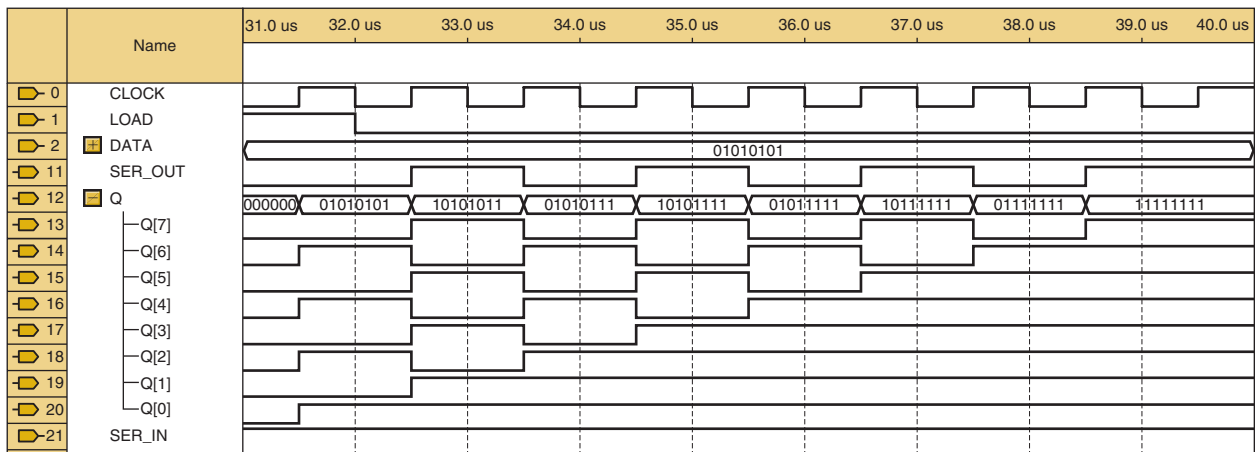 Name 31.0 us 32.0 us 33.0 us 34.0 us 35.0 us 36.0 us 37.0 us 38.0 us 39.0 us 40.0 us
0 CLOCK
1 LOAD
2 + DATA 01010101
11 SER_OUT
12 − Q 000000 01010101 10101011 01010111 10101111 01011111 10111111 01111111 11111111
13 Q[7]
14 Q[6]
15 Q[5]
16 Q[4]
17 Q[3]
18 Q[2]
19 Q[1]
20 Q[0]
21 SER_IN